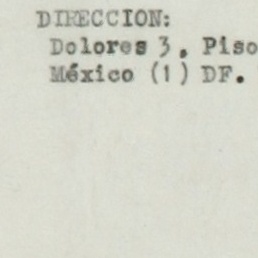 DIRECCION:
Dolores 3, Piso
México (1) DF.